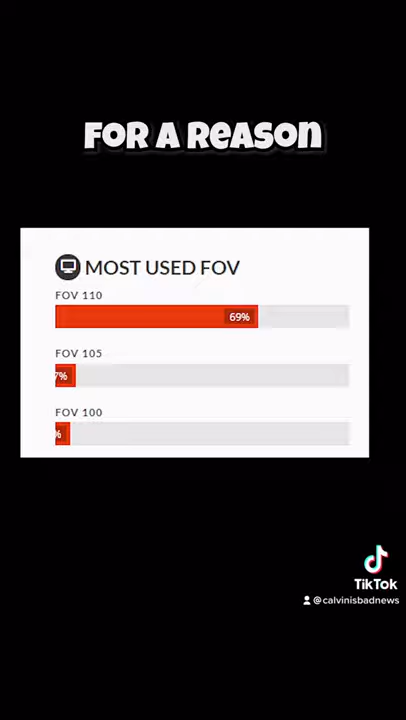 FOR A REASON
MOST USED FOV
FOV 110
69%
FOV 105
7%
FOV 100
%
TikTok
@calvinisbadnews